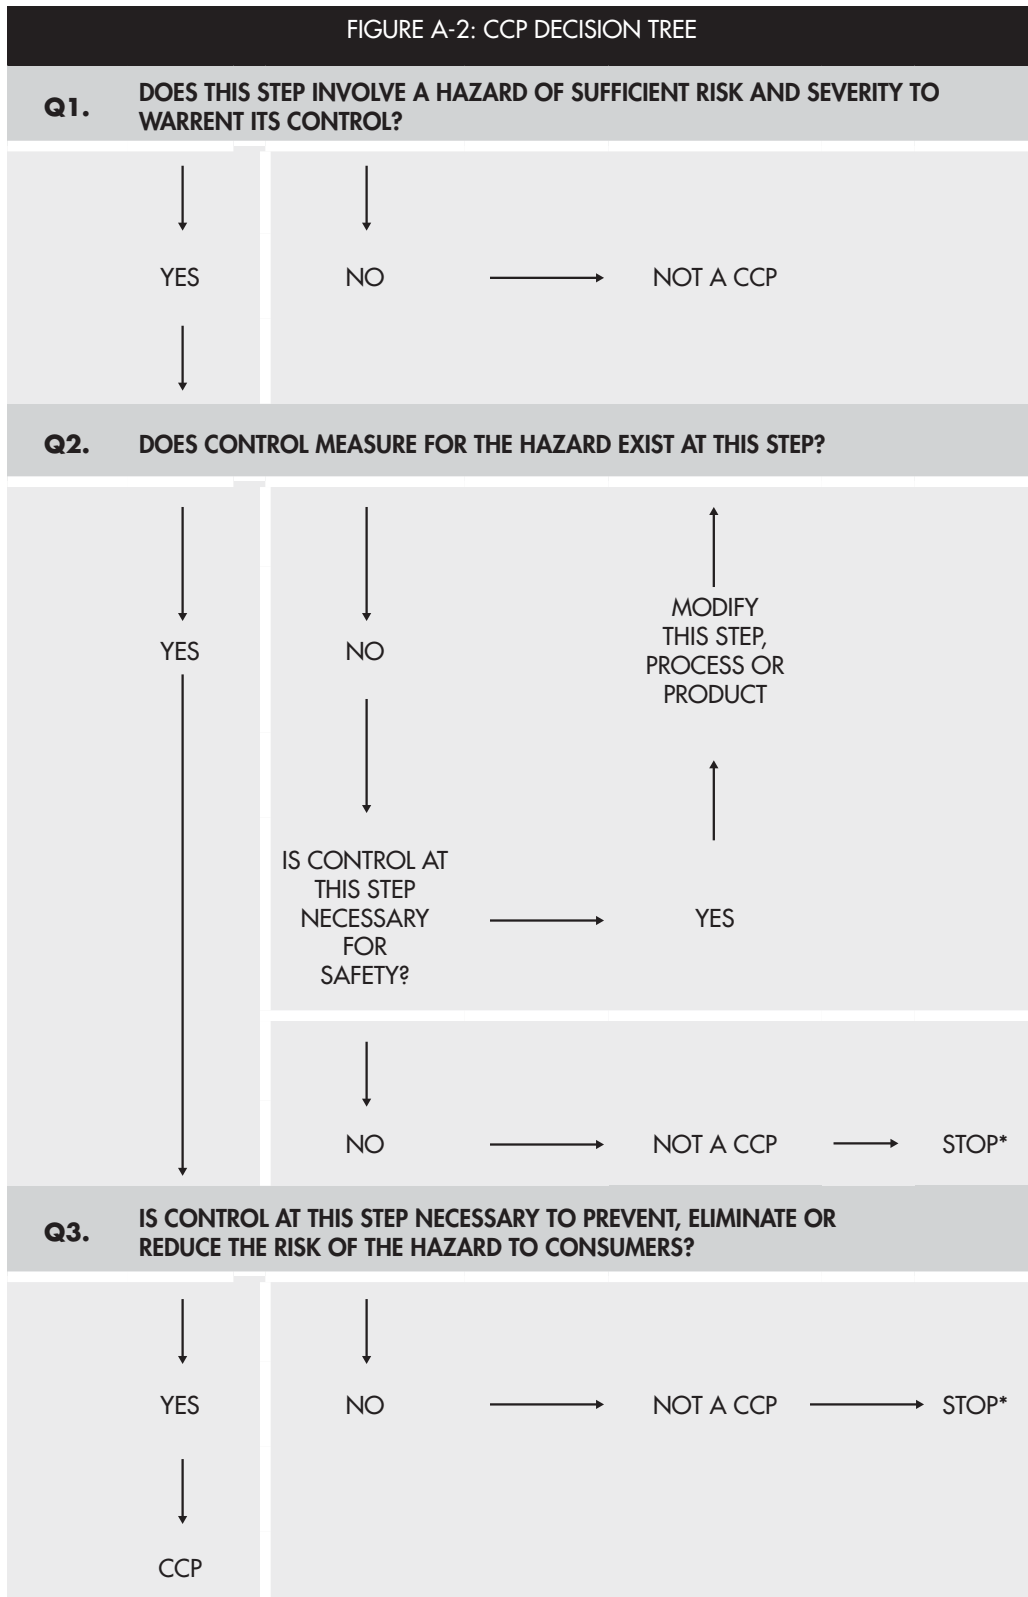 FIGURE A-2: CCP DECISION TREE
Q1. DOES THIS STEP INVOLVE A HAZARD OF SUFFICIENT RISK AND SEVERITY TO
WARRENT ITS CONTROL?
YES NO NOT A CCP
Q2. DOES CONTROL MEASURE FOR THE HAZARD EXIST AT THIS STEP?
YES NO
MODIFY
THIS STEP,
PROCESS OR
PRODUCT
IS CONTROL AT
THIS STEP
NECESSARY
FOR
SAFETY?
YES
NO NOT A CCP STOP*
Q3. IS CONTROL AT THIS STEP NECESSARY TO PREVENT, ELIMINATE OR
REDUCE THE RISK OF THE HAZARD TO CONSUMERS?
YES NO NOT A CCP STOP*
CCP